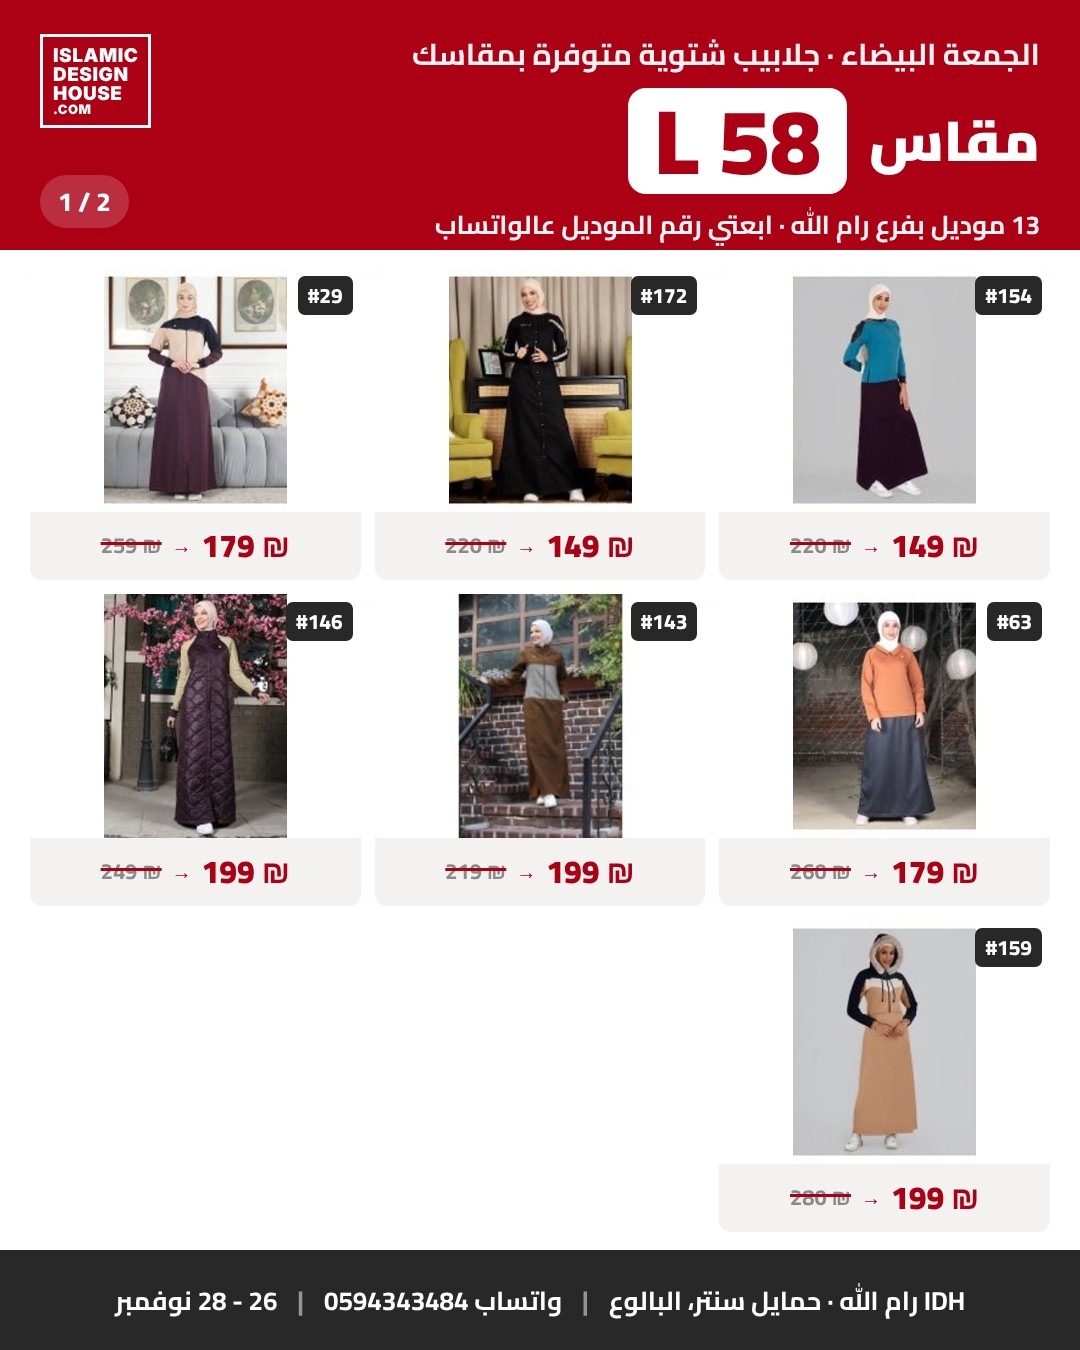 ISLAMIC
DESIGN
HOUSE
.COM
الجمعة البيضاء · جلابيب شتوية متوفرة بمقاسك
مقاس L 58
1 / 2
13 موديل بفرع رام الله · ابعتي رقم الموديل عالواتساب
#154
149 ₪ → 220 ₪
#172
149 ₪ → 220 ₪
#29
179 ₪ → 259 ₪
#63
179 ₪ → 260 ₪
#143
199 ₪ → 219 ₪
#146
199 ₪ → 249 ₪
#159
199 ₪ → 280 ₪
IDH رام الله · حمايل سنتر، البالوع | واتساب 0594343484 | 26 - 28 نوفمبر